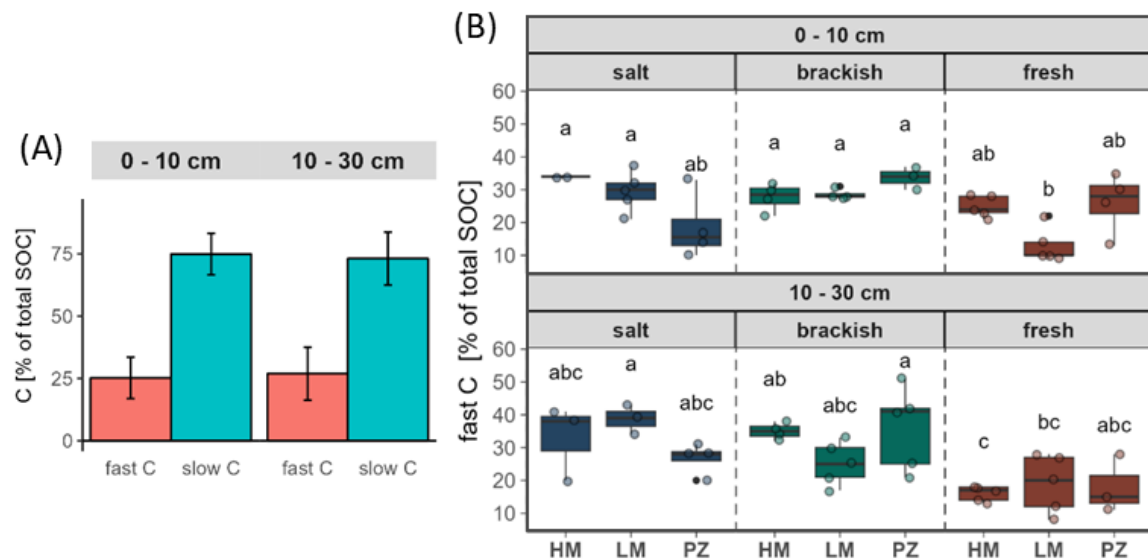 (A)
0 - 10 cm 10 - 30 cm
C [% of total SOC]
75
50
25
0
fast C slow C fast C slow C
(B)
0 - 10 cm
salt brackish fresh
fast C [% of total SOC]
60
50
40
30
20
10
a a ab a a a ab b ab
10 - 30 cm
salt brackish fresh
60
50
40
30
20
10
abc a abc ab abc a c bc abc
HM LM PZ HM LM PZ HM LM PZ